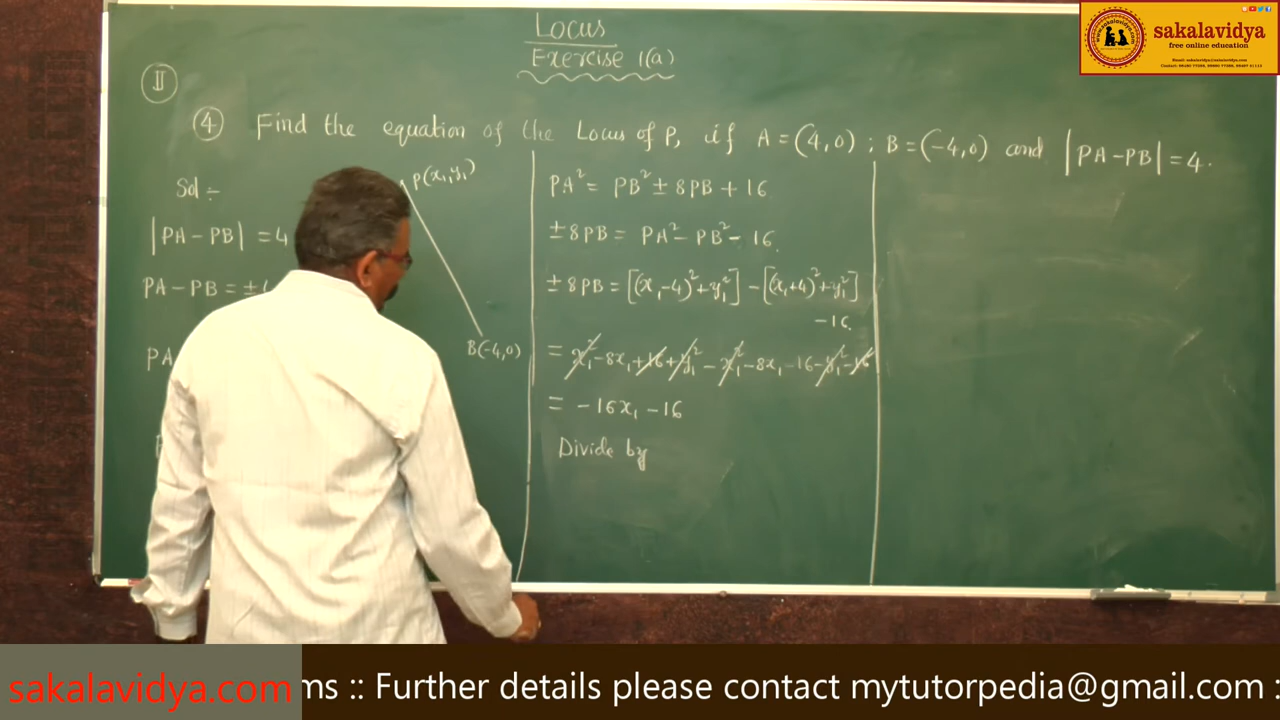 Locus
Exercise 1(a)
II
④ Find the equation of the Locus of P, if A = (4,0) ; B = (-4,0) and |PA-PB| = 4.
Sol :-
P(x₁,y₁)
|PA-PB| = 4
PA-PB = ±
PA
B(-4,0)
PA² = PB² ± 8PB + 16
±8PB = PA² - PB² - 16.
±8PB = [(x₁-4)²+y₁²] - [(x₁+4)²+y₁²]
-16.
= x₁²-8x₁+16+y₁² - x₁²-8x₁-16-y₁²-16
= -16x₁ -16
Divide by
sakalavidya
free online education
sakalavidya.com
ms :: Further details please contact mytutorpedia@gmail.com :